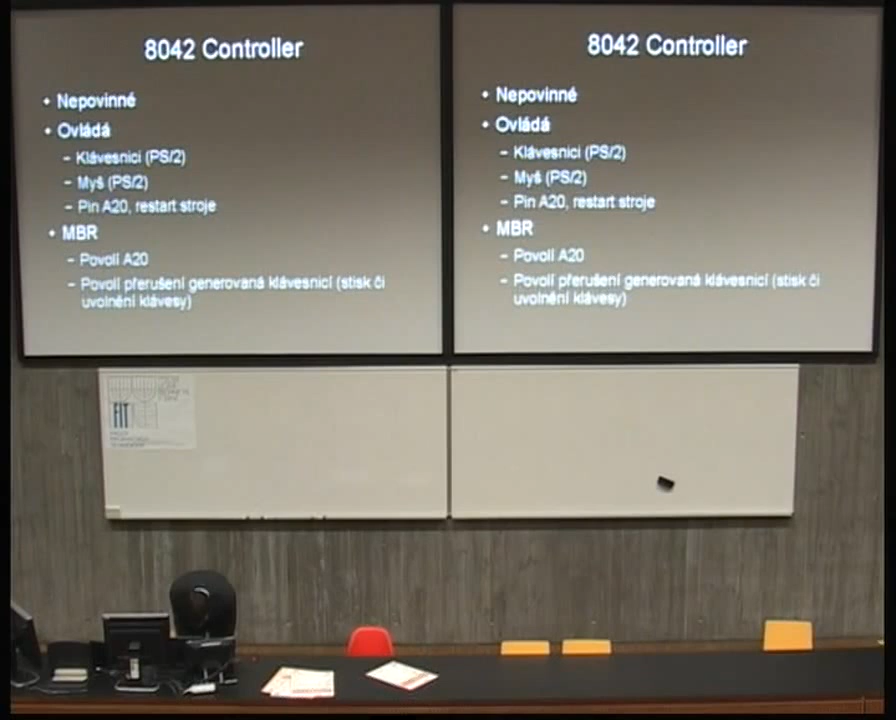 8042 Controller
• Nepovinné
• Ovládá
– Klávesnici (PS/2)
– Myš (PS/2)
– Pin A20, restart stroje
• MBR
– Povolí A20
– Povolí přerušení generovaná klávesnicí (stisk či
uvolnění klávesy)
8042 Controller
• Nepovinné
• Ovládá
– Klávesnici (PS/2)
– Myš (PS/2)
– Pin A20, restart stroje
• MBR
– Povolí A20
– Povolí přerušení generovaná klávesnicí (stisk či
uvolnění klávesy)
FIT